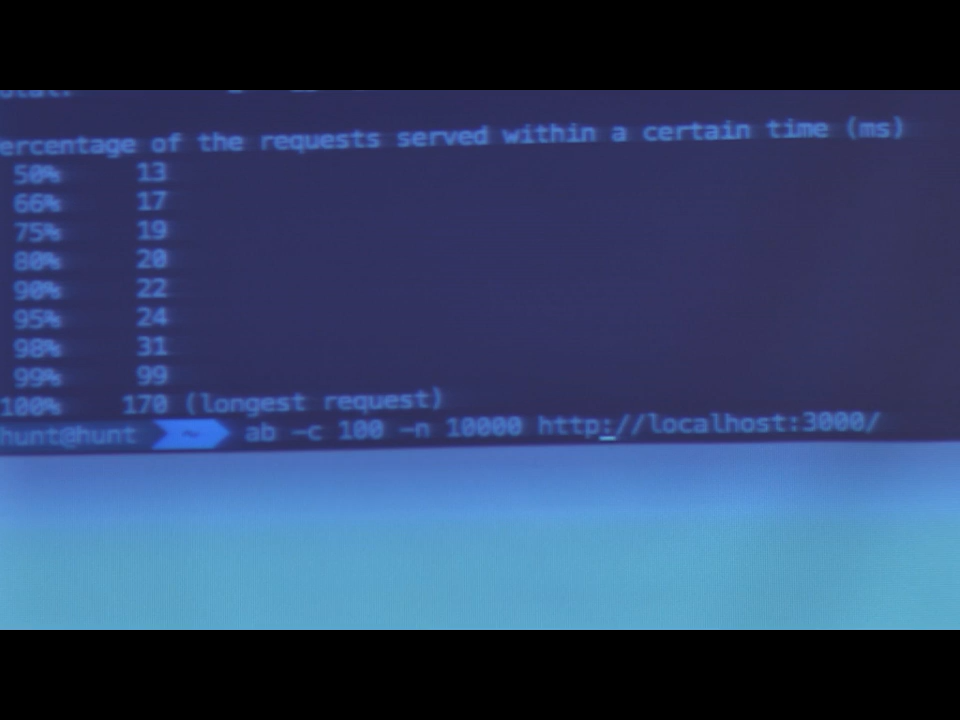 ercentage of the requests served within a certain time (ms)
50% 13
66% 17
75% 19
80% 20
90% 22
95% 24
98% 31
99% 99
100% 170 (longest request)
hunt@hunt ~ ab -c 100 -n 10000 http://localhost:3000/